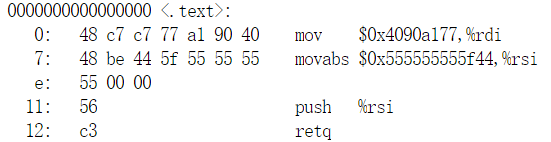 0000000000000000 <.text>:
0: 48 c7 c7 77 a1 90 40 mov $0x4090a177,%rdi
7: 48 be 44 5f 55 55 55 movabs $0x555555555f44,%rsi
e: 55 00 00
11: 56 push %rsi
12: c3 retq